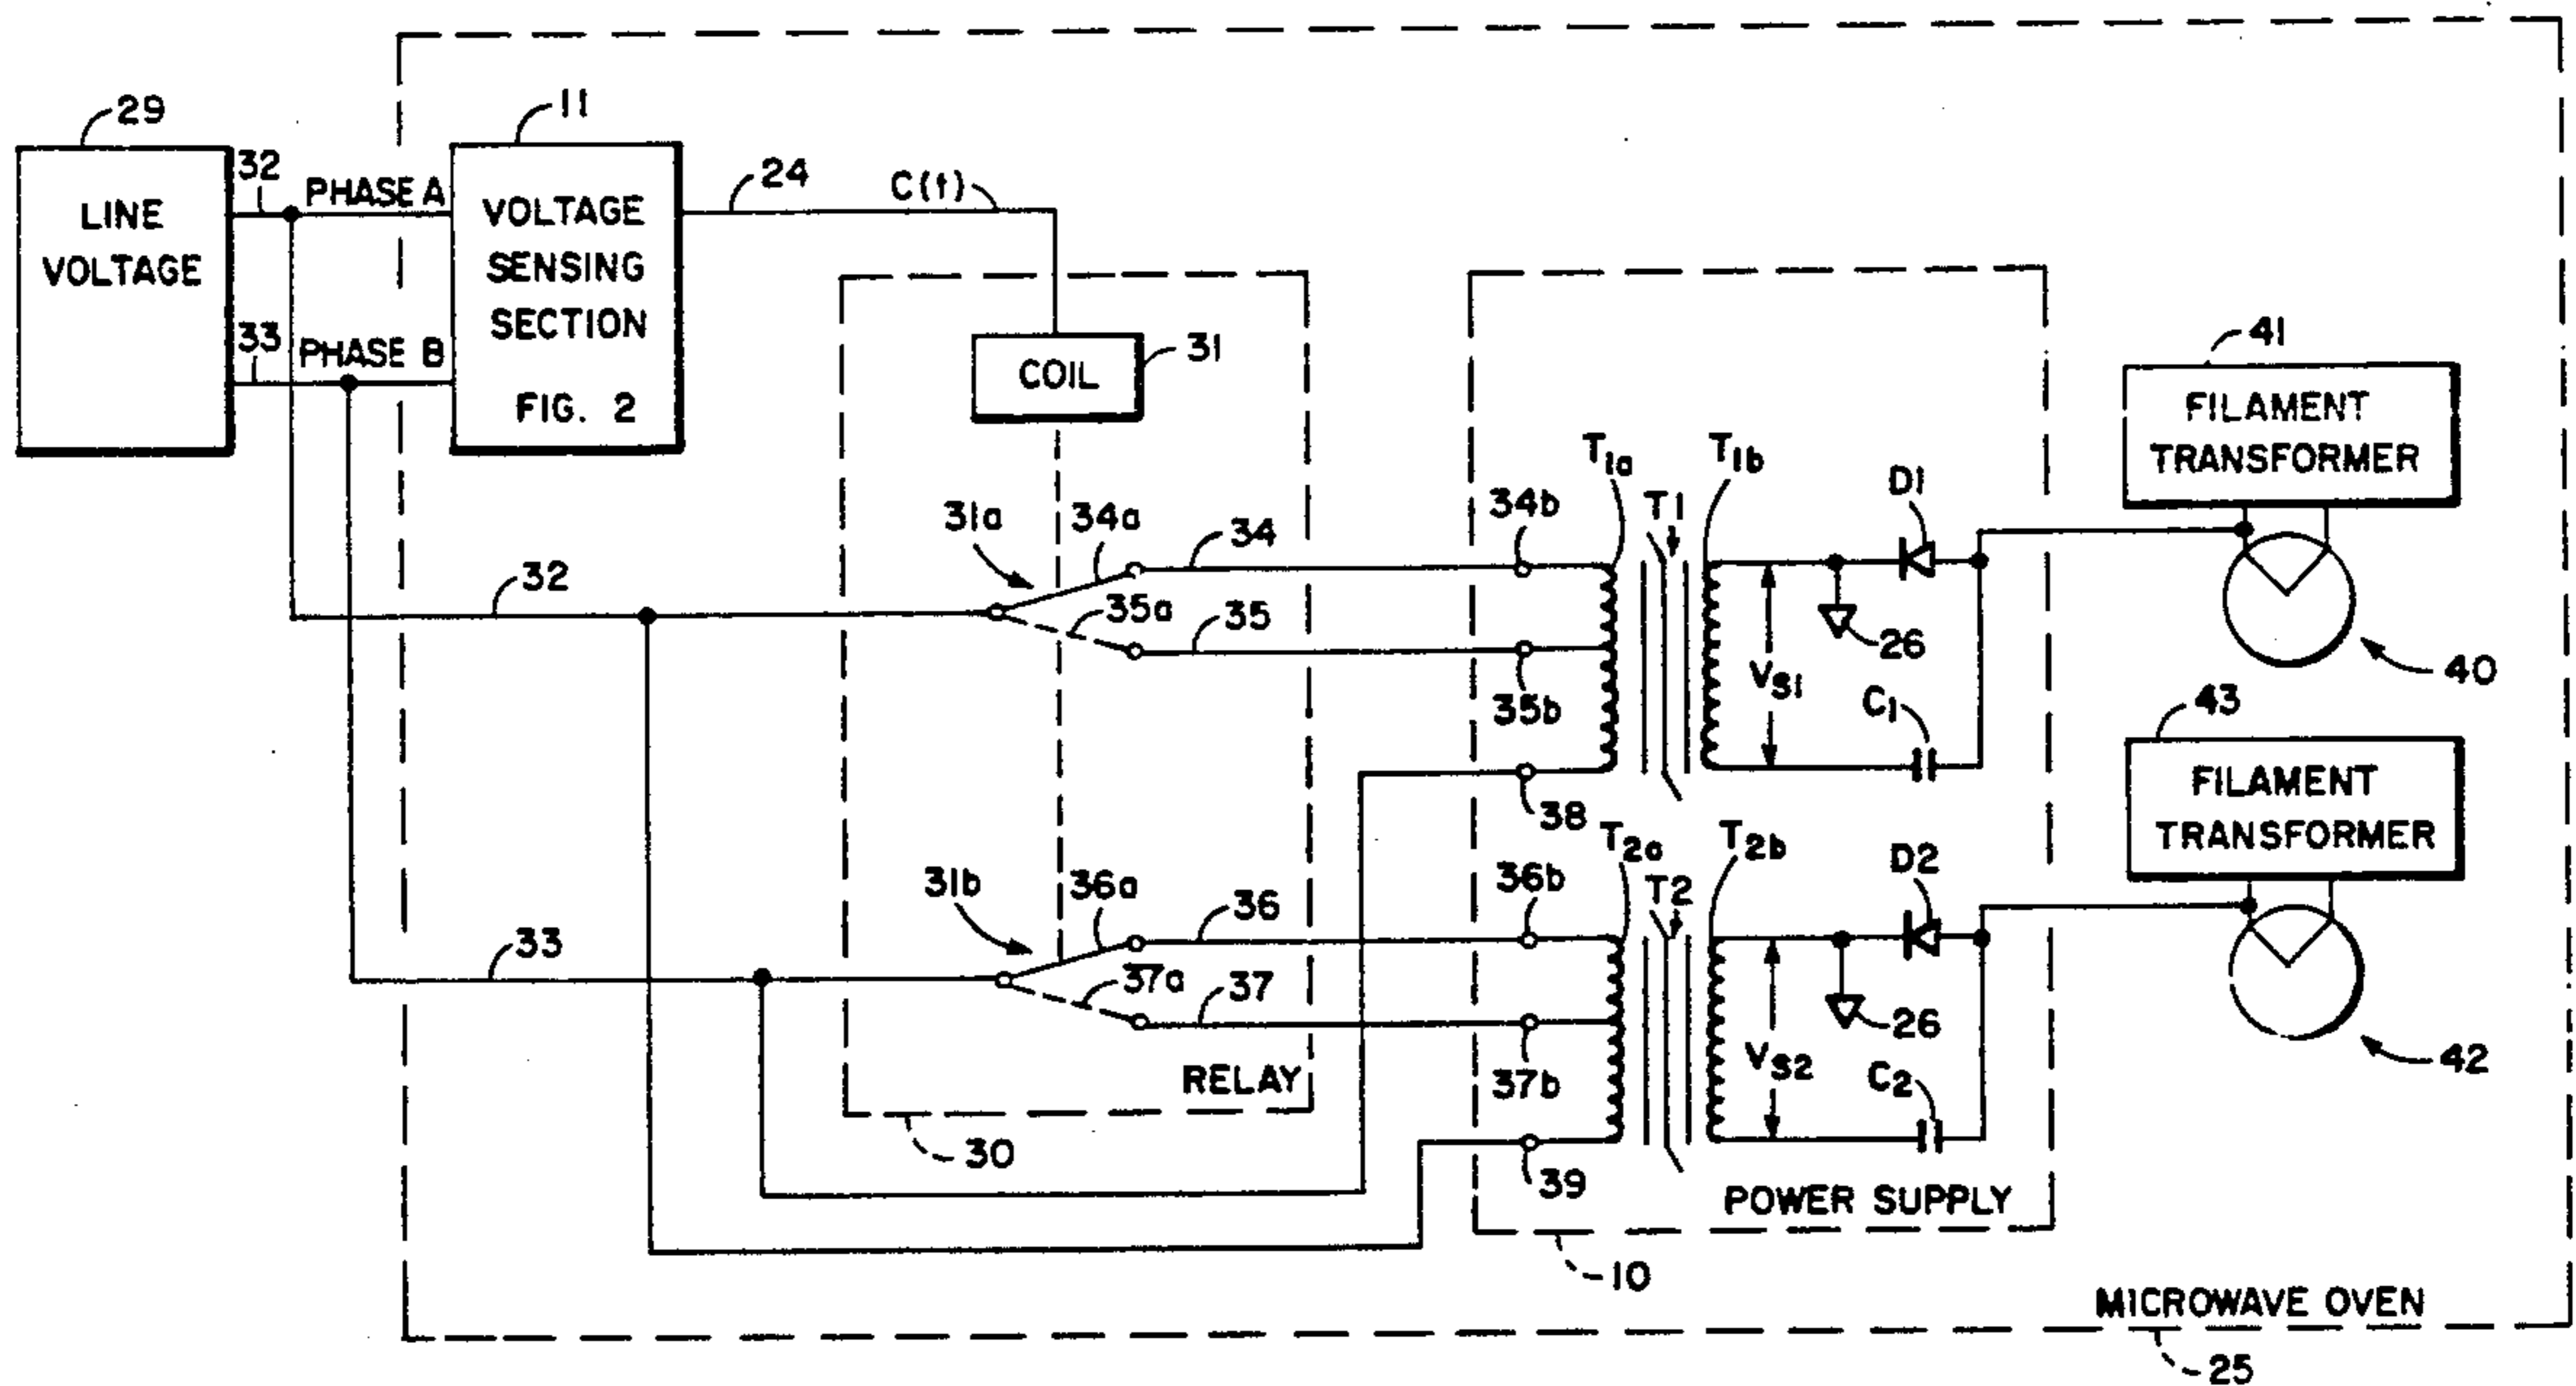 29
LINE
VOLTAGE
32
PHASE A
33
PHASE B
11
VOLTAGE
SENSING
SECTION
FIG. 2
24
C(t)
COIL
31
31a
34a
34
35a
35
32
31b
36a
36
37a
37
33
RELAY
30
34b
35b
38
36b
37b
39
T1a
T1
T1b
VS1
D1
26
C1
T2a
T2
T2b
VS2
D2
26
C2
POWER SUPPLY
10
41
FILAMENT
TRANSFORMER
40
43
FILAMENT
TRANSFORMER
42
MICROWAVE OVEN
25